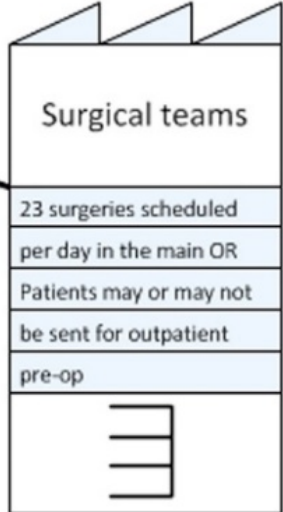 Surgical teams
23 surgeries scheduled
per day in the main OR
Patients may or may not
be sent for outpatient
pre-op